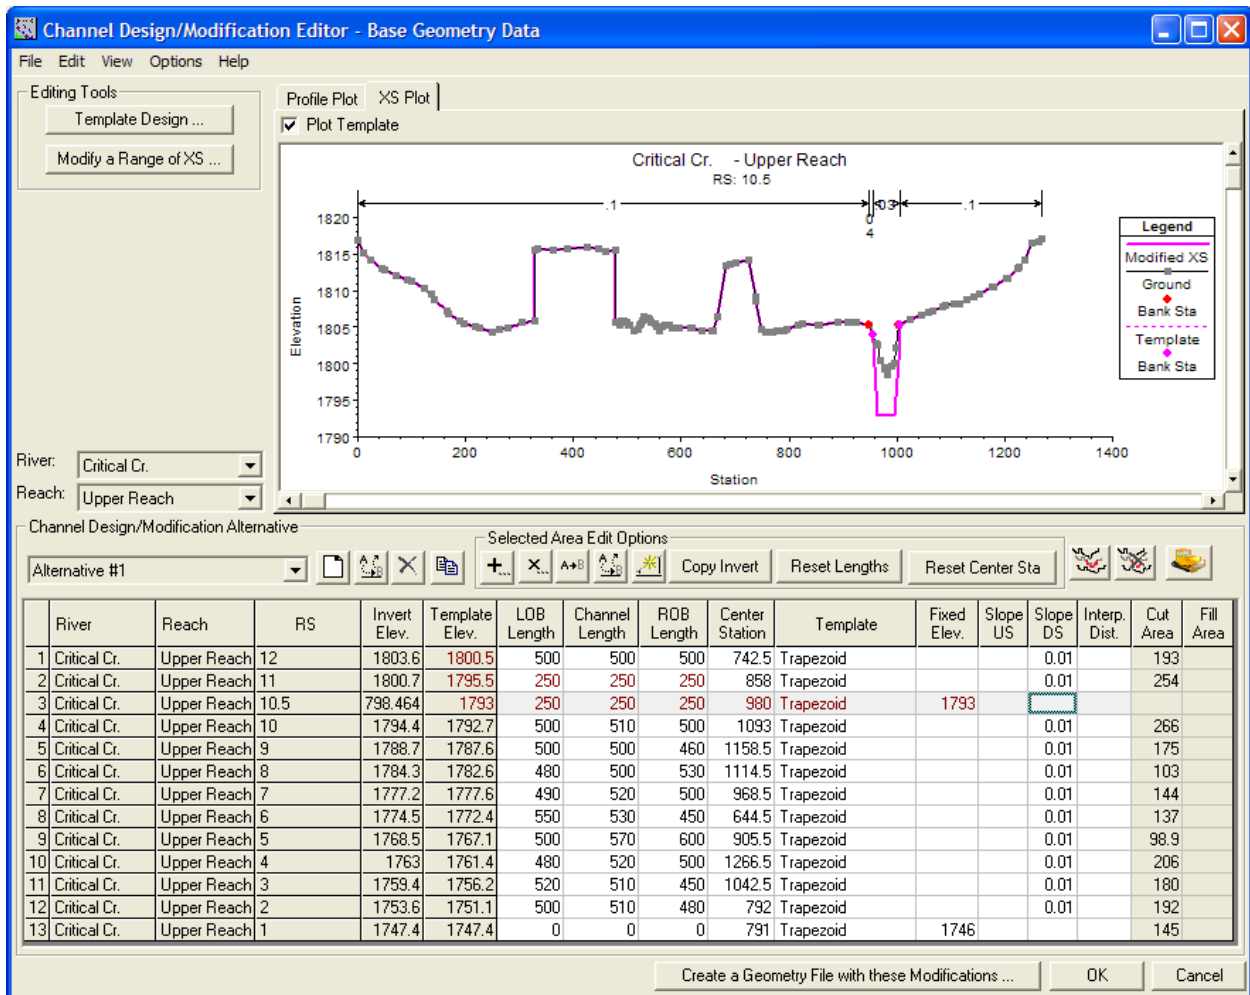 Channel Design/Modification Editor - Base Geometry Data
File Edit View Options Help
Editing Tools
Template Design ...
Modify a Range of XS ...
Profile Plot XS Plot
Plot Template
Critical Cr. - Upper Reach
RS: 10.5
.1 .03 .1
0
4
1820
1815
1810
1805
1800
1795
1790
Elevation
0 200 400 600 800 1000 1200 1400
Station
Legend
Modified XS
Ground
Bank Sta
Template
Bank Sta
River: Critical Cr.
Reach: Upper Reach
Channel Design/Modification Alternative
Alternative #1
Selected Area Edit Options
Copy Invert Reset Lengths Reset Center Sta
River Reach RS Invert Elev. Template Elev. LOB Length Channel Length ROB Length Center Station Template Fixed Elev. Slope US Slope DS Interp. Dist. Cut Area Fill Area
1 Critical Cr. Upper Reach 12 1803.6 1800.5 500 500 500 742.5 Trapezoid 0.01 193
2 Critical Cr. Upper Reach 11 1800.7 1795.5 250 250 250 858 Trapezoid 0.01 254
3 Critical Cr. Upper Reach 10.5 798.464 1793 250 250 250 980 Trapezoid 1793
4 Critical Cr. Upper Reach 10 1794.4 1792.7 500 510 500 1093 Trapezoid 0.01 266
5 Critical Cr. Upper Reach 9 1788.7 1787.6 500 500 460 1158.5 Trapezoid 0.01 175
6 Critical Cr. Upper Reach 8 1784.3 1782.6 480 500 530 1114.5 Trapezoid 0.01 103
7 Critical Cr. Upper Reach 7 1777.2 1777.6 490 520 500 968.5 Trapezoid 0.01 144
8 Critical Cr. Upper Reach 6 1774.5 1772.4 550 530 450 644.5 Trapezoid 0.01 137
9 Critical Cr. Upper Reach 5 1768.5 1767.1 500 570 600 905.5 Trapezoid 0.01 98.9
10 Critical Cr. Upper Reach 4 1763 1761.4 480 520 500 1266.5 Trapezoid 0.01 206
11 Critical Cr. Upper Reach 3 1759.4 1756.2 520 510 450 1042.5 Trapezoid 0.01 180
12 Critical Cr. Upper Reach 2 1753.6 1751.1 500 510 480 792 Trapezoid 0.01 192
13 Critical Cr. Upper Reach 1 1747.4 1747.4 0 0 0 791 Trapezoid 1746 145
Create a Geometry File with these Modifications ... OK Cancel